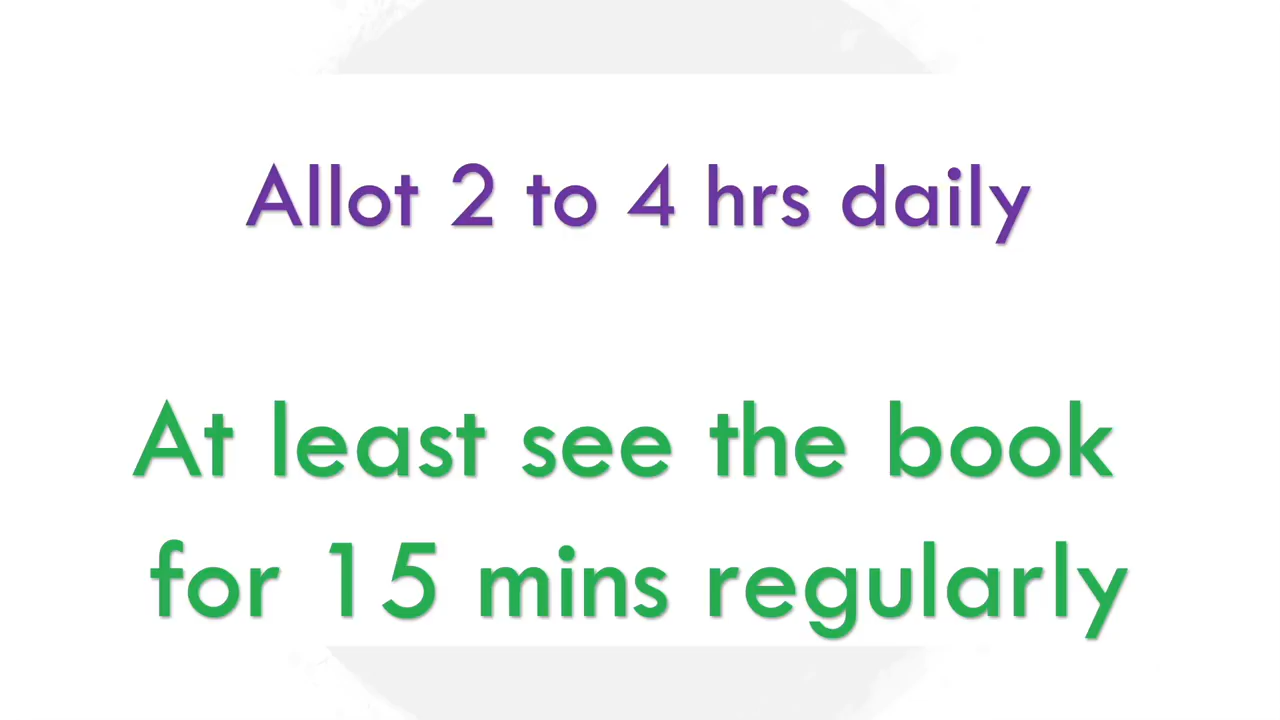 Allot 2 to 4 hrs daily
At least see the book
for 15 mins regularly